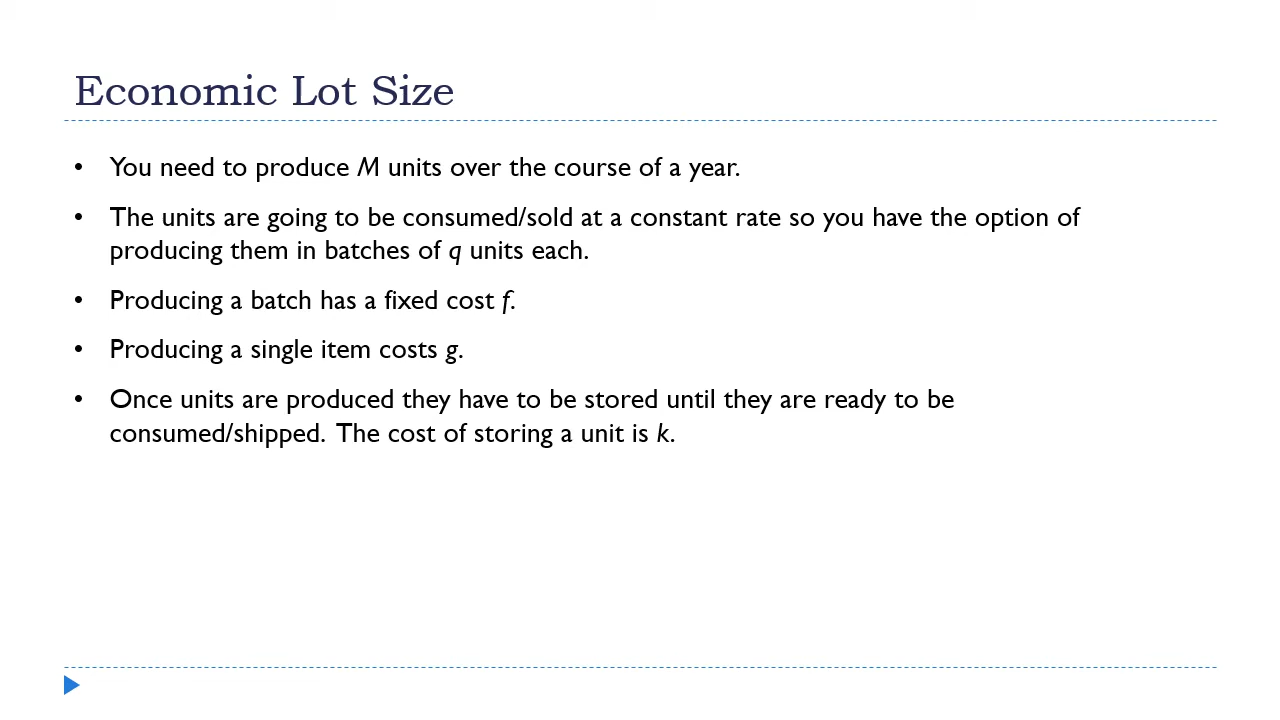 Economic Lot Size
• You need to produce M units over the course of a year.
• The units are going to be consumed/sold at a constant rate so you have the option of
producing them in batches of q units each.
• Producing a batch has a fixed cost f.
• Producing a single item costs g.
• Once units are produced they have to be stored until they are ready to be
consumed/shipped. The cost of storing a unit is k.